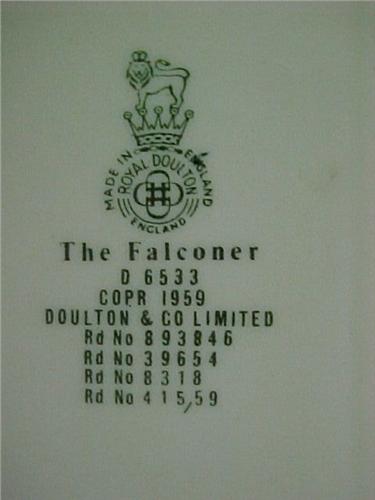 MADE IN ENGLAND
ROYAL DOULTON
ENGLAND
The Falconer
D 6533
COPR 1959
DOULTON & CO LIMITED
Rd No 893846
Rd No 39654
Rd No 8318
Rd No 415/59